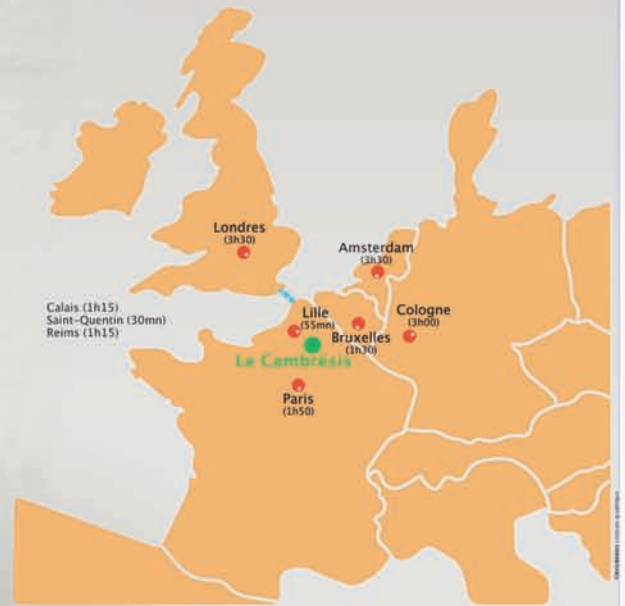 Londres
(3h30)
Amsterdam
(3h30)
Calais (1h15)
Saint-Quentin (30mn)
Reims (1h15)
Lille
(55mn)
Cologne
(3h00)
Bruxelles
(1h30)
Le Cambrésis
Paris
(1h50)